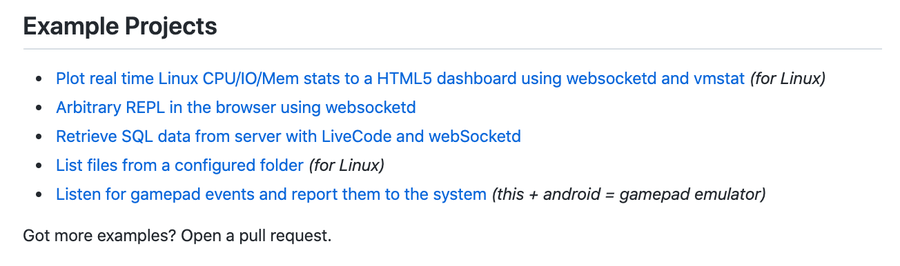 Example Projects
Plot real time Linux CPU/IO/Mem stats to a HTML5 dashboard using websocketd and vmstat (for Linux)
Arbitrary REPL in the browser using websocketd
Retrieve SQL data from server with LiveCode and webSocketd
List files from a configured folder (for Linux)
Listen for gamepad events and report them to the system (this + android = gamepad emulator)
Got more examples? Open a pull request.